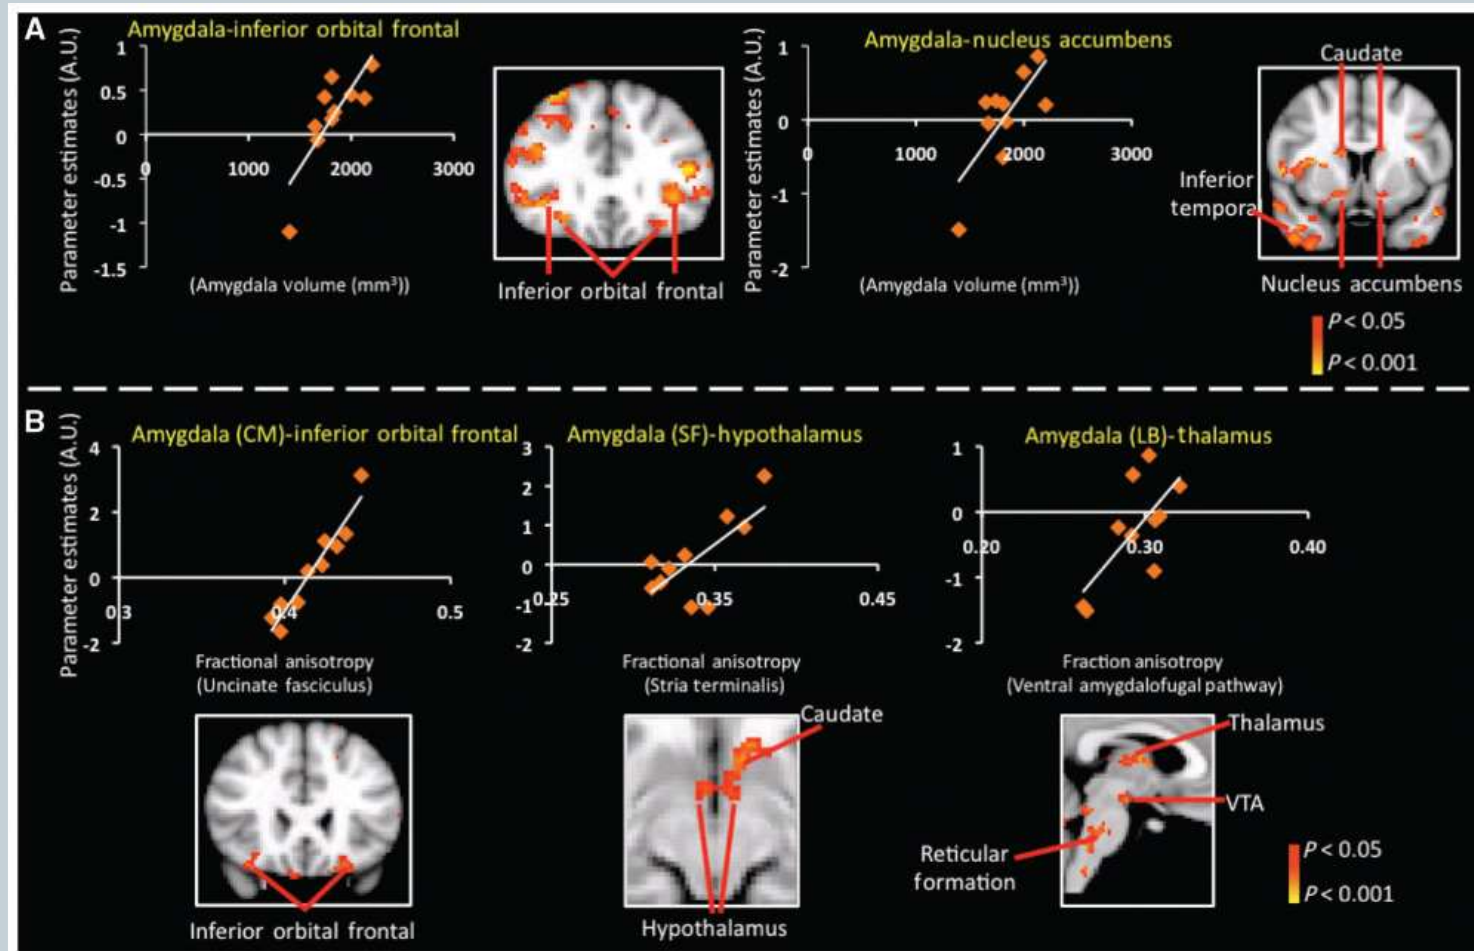 A
Amygdala-inferior orbital frontal
Parameter estimates (A.U.)
1
0.5
0
-0.5
-1
-1.5
0
1000
2000
3000
(Amygdala volume (mm³))
Inferior orbital frontal
Amygdala-nucleus accumbens
Parameter estimates (A.U.)
1
0
-1
-2
0
1000
2000
3000
(Amygdala volume (mm³))
Caudate
Inferior
tempora
Nucleus accumbens
P < 0.05
P < 0.001
B
Amygdala (CM)-inferior orbital frontal
Parameter estimates (A.U.)
4
2
0
-2
0.3
0.4
0.5
Fractional anisotropy
(Uncinate fasciculus)
Inferior orbital frontal
Amygdala (SF)-hypothalamus
3
2
1
0
-1
-2
0.25
0.35
0.45
Fractional anisotropy
(Stria terminalis)
Caudate
Hypothalamus
Amygdala (LB)-thalamus
1
0
-1
-2
0.20
0.30
0.40
Fraction anisotropy
(Ventral amygdalofugal pathway)
Thalamus
VTA
Reticular
formation
P < 0.05
P < 0.001